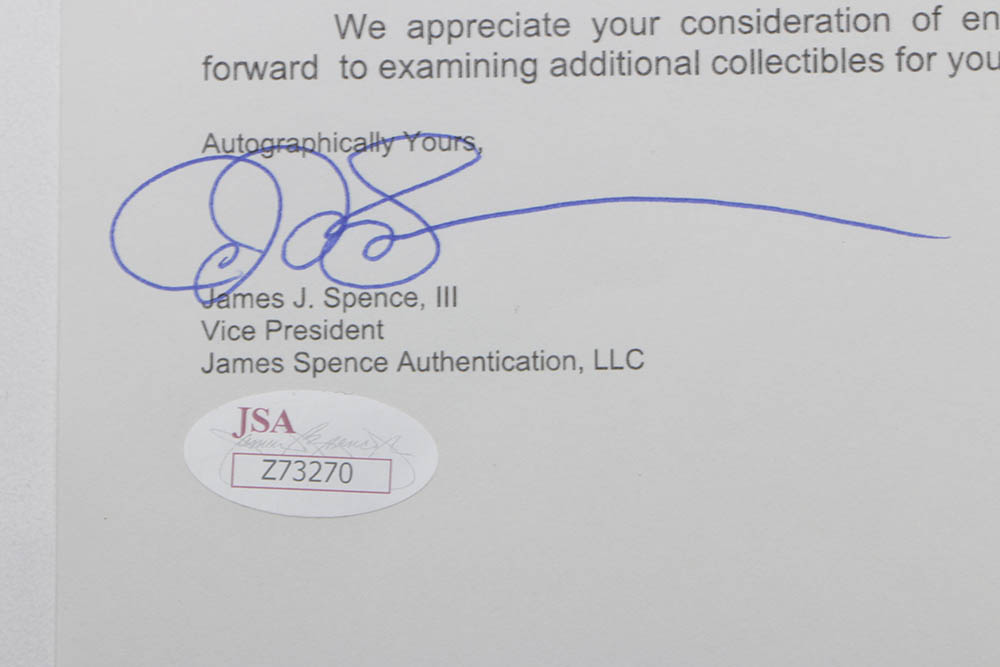 We appreciate your consideration of en
forward to examining additional collectibles for you
Autographically Yours,
James J. Spence, III
Vice President
James Spence Authentication, LLC
JSA
Z73270